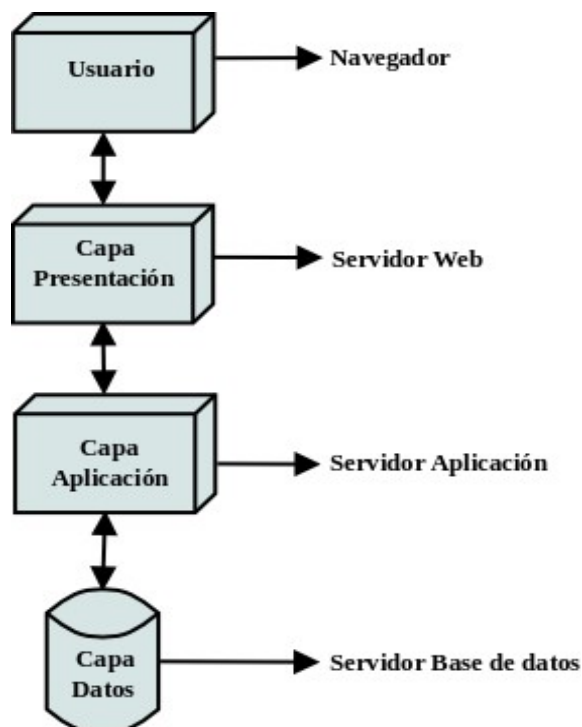 Usuario
Navegador
Capa
Presentación
Servidor Web
Capa
Aplicación
Servidor Aplicación
Capa
Datos
Servidor Base de datos